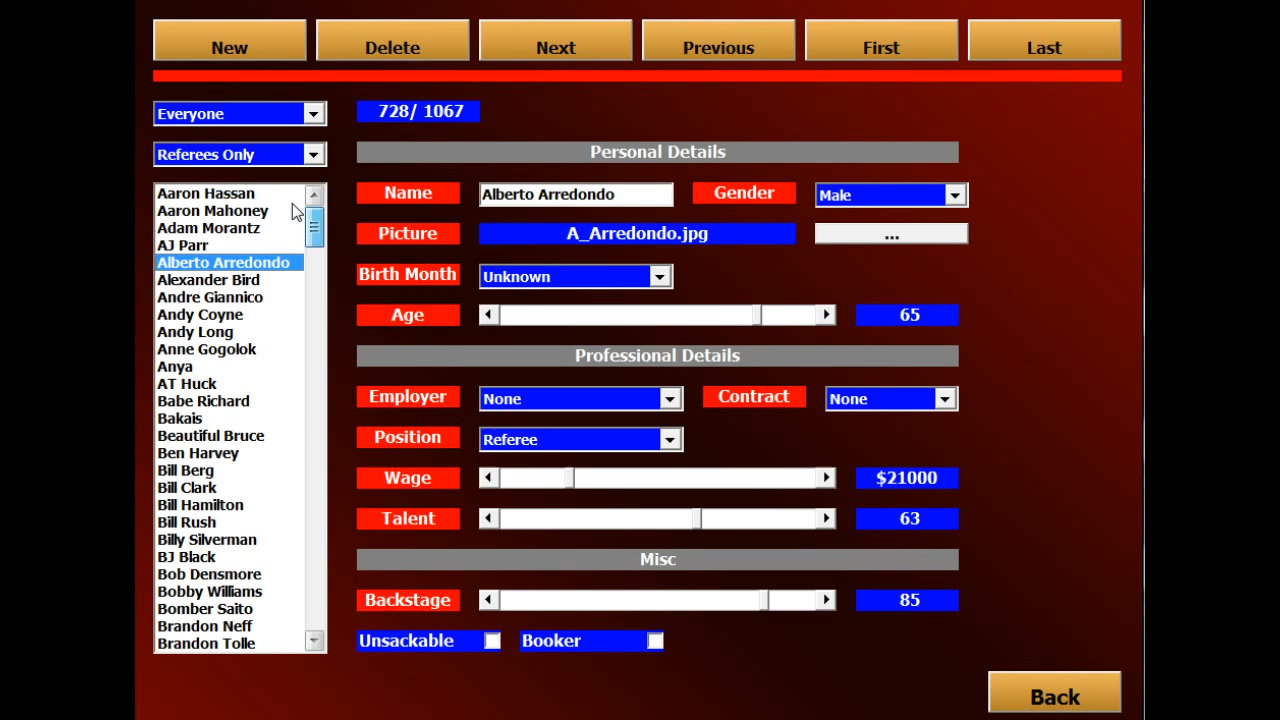 New Delete Next Previous First Last
Everyone
728/ 1067
Referees Only
Personal Details
Aaron Hassan
Aaron Mahoney
Adam Morantz
AJ Parr
Alberto Arredondo
Alexander Bird
Andre Giannico
Andy Coyne
Andy Long
Anne Gogolok
Anya
AT Huck
Babe Richard
Bakais
Beautiful Bruce
Ben Harvey
Bill Berg
Bill Clark
Bill Hamilton
Bill Rush
Billy Silverman
BJ Black
Bob Densmore
Bobby Williams
Bomber Saito
Brandon Neff
Brandon Tolle
Name Alberto Arredondo Gender Male
Picture A_Arredondo.jpg ...
Birth Month Unknown
Age 65
Professional Details
Employer None Contract None
Position Referee
Wage $21000
Talent 63
Misc
Backstage 85
Unsackable Booker
Back